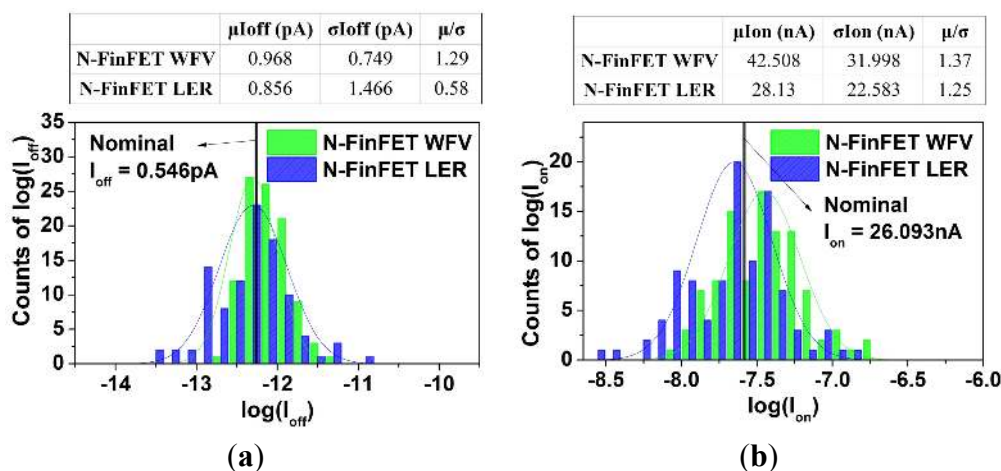 μIoff (pA) σIoff (pA) μ/σ
N-FinFET WFV 0.968 0.749 1.29
N-FinFET LER 0.856 1.466 0.58
35
30
25
20
15
10
5
0
Counts of log(Ioff)
Nominal
Ioff = 0.546pA
N-FinFET WFV
N-FinFET LER
-14 -13 -12 -11 -10
log(Ioff)
(a)
μIon (nA) σIon (nA) μ/σ
N-FinFET WFV 42.508 31.998 1.37
N-FinFET LER 28.13 22.583 1.25
20
15
10
5
0
Counts of log(Ion)
N-FinFET WFV
N-FinFET LER
Nominal
Ion = 26.093nA
-8.5 -8.0 -7.5 -7.0 -6.5 -6.0
log(Ion)
(b)